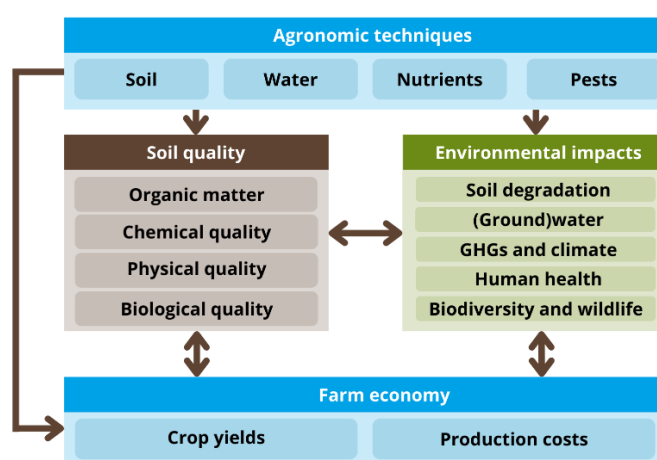 Agronomic techniques
Soil
Water
Nutrients
Pests
Soil quality
Organic matter
Chemical quality
Physical quality
Biological quality
Environmental impacts
Soil degradation
(Ground)water
GHGs and climate
Human health
Biodiversity and wildlife
Farm economy
Crop yields
Production costs